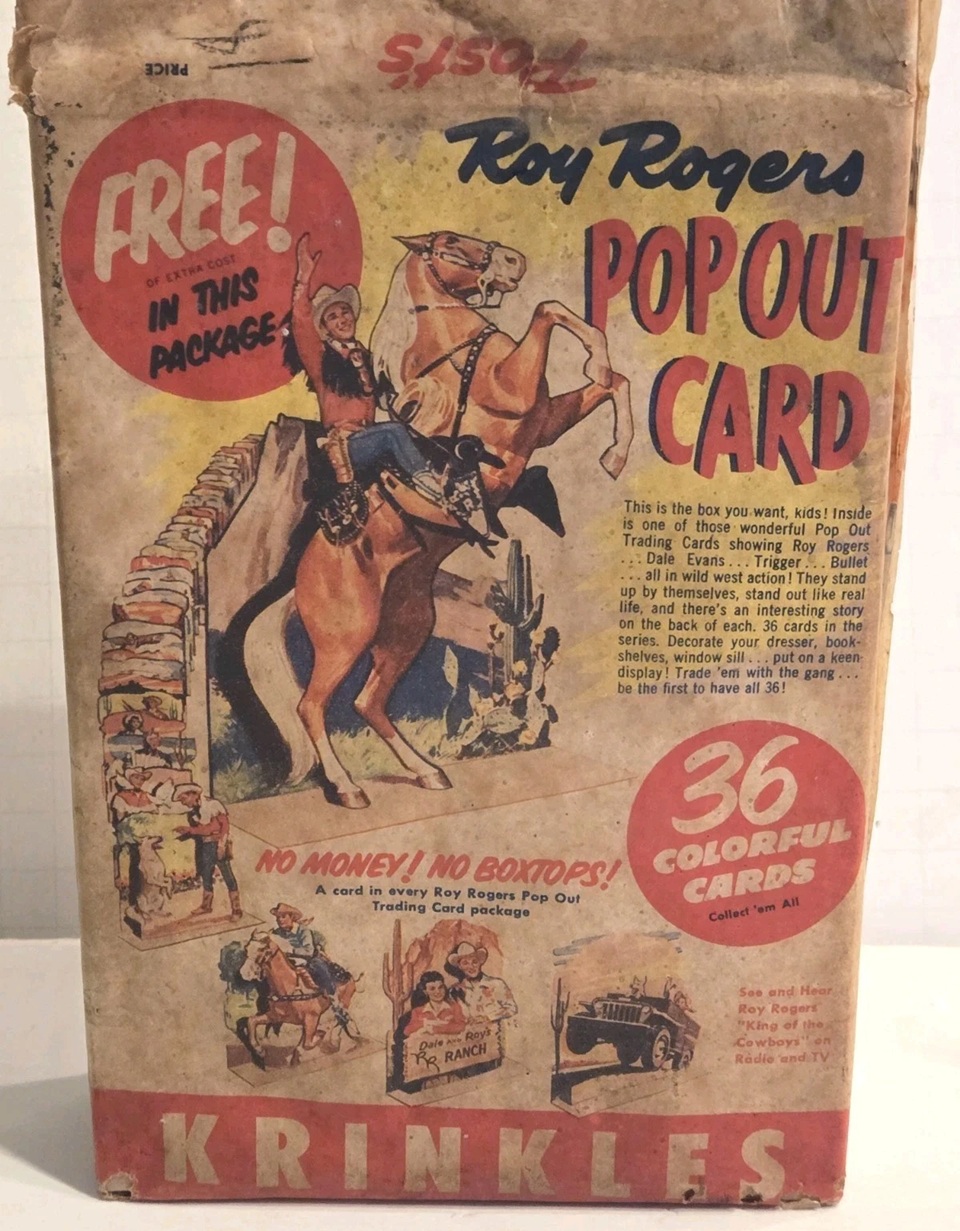 PRICE
Post's
FREE!
OF EXTRA COST
IN THIS
PACKAGE
Roy Rogers
POP OUT
CARD
This is the box you want, kids! Inside
is one of those wonderful Pop Out
Trading Cards showing Roy Rogers
... Dale Evans ... Trigger ... Bullet
... all in wild west action! They stand
up by themselves, stand out like real
life, and there's an interesting story
on the back of each. 36 cards in the
series. Decorate your dresser, book-
shelves, window sill ... put on a keen
display! Trade 'em with the gang ...
be the first to have all 36!
36
COLORFUL
CARDS
Collect 'em All
NO MONEY! NO BOXTOPS!
A card in every Roy Rogers Pop Out
Trading Card package
Dale AND Roy's
RR RANCH
See and Hear
Roy Rogers
"King of the
Cowboys" on
Radio and TV
KRINKLES